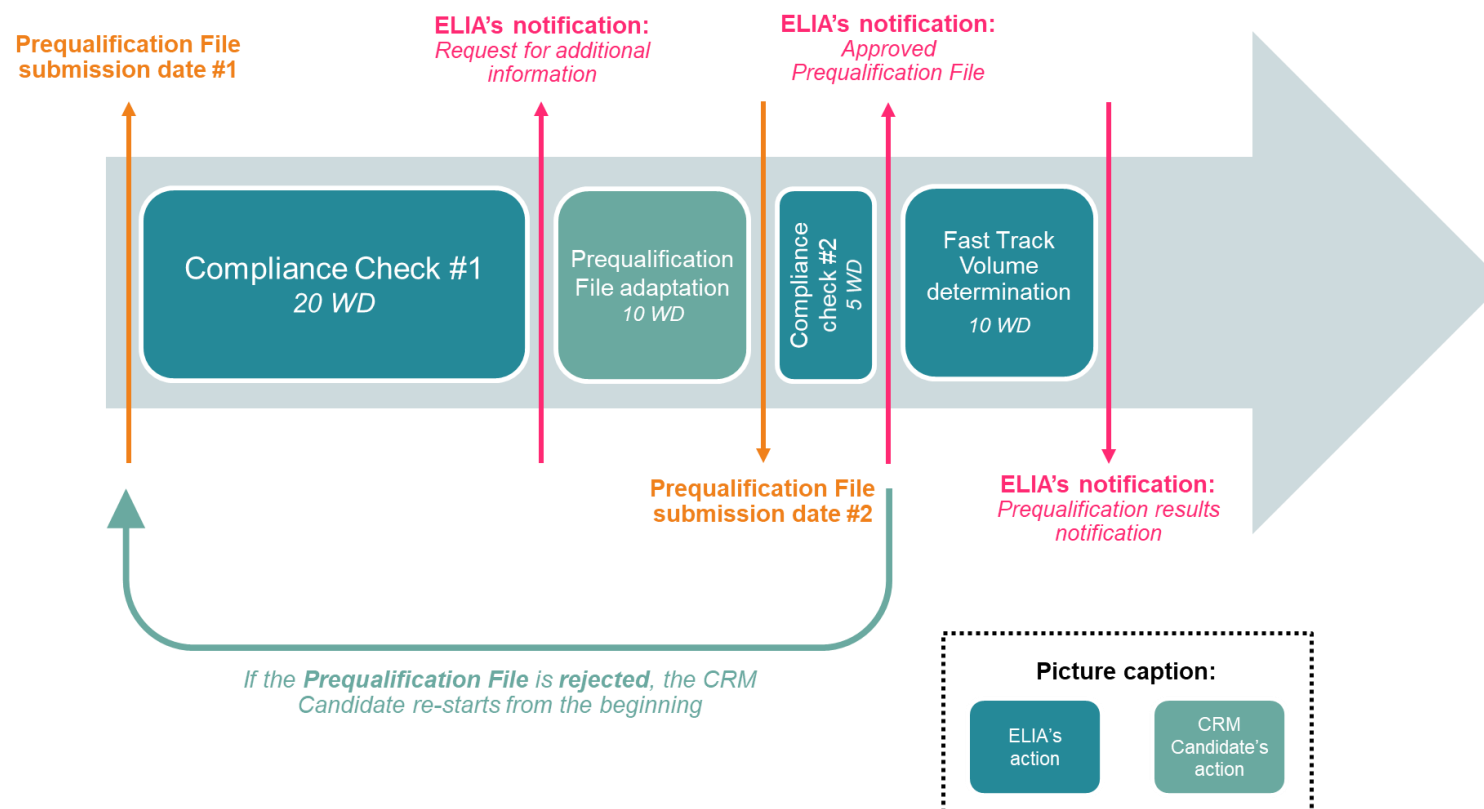 Prequalification File
submission date #1
ELIA’s notification:
Request for additional
information
ELIA’s notification:
Approved
Prequalification File
Compliance Check #1
20 WD
Prequalification
File adaptation
10 WD
Compliance
check #2
5 WD
Fast Track
Volume
determination
10 WD
Prequalification File
submission date #2
ELIA’s notification:
Prequalification results
notification
If the Prequalification File is rejected, the CRM
Candidate re-starts from the beginning
Picture caption:
ELIA’s
action
CRM
Candidate’s
action